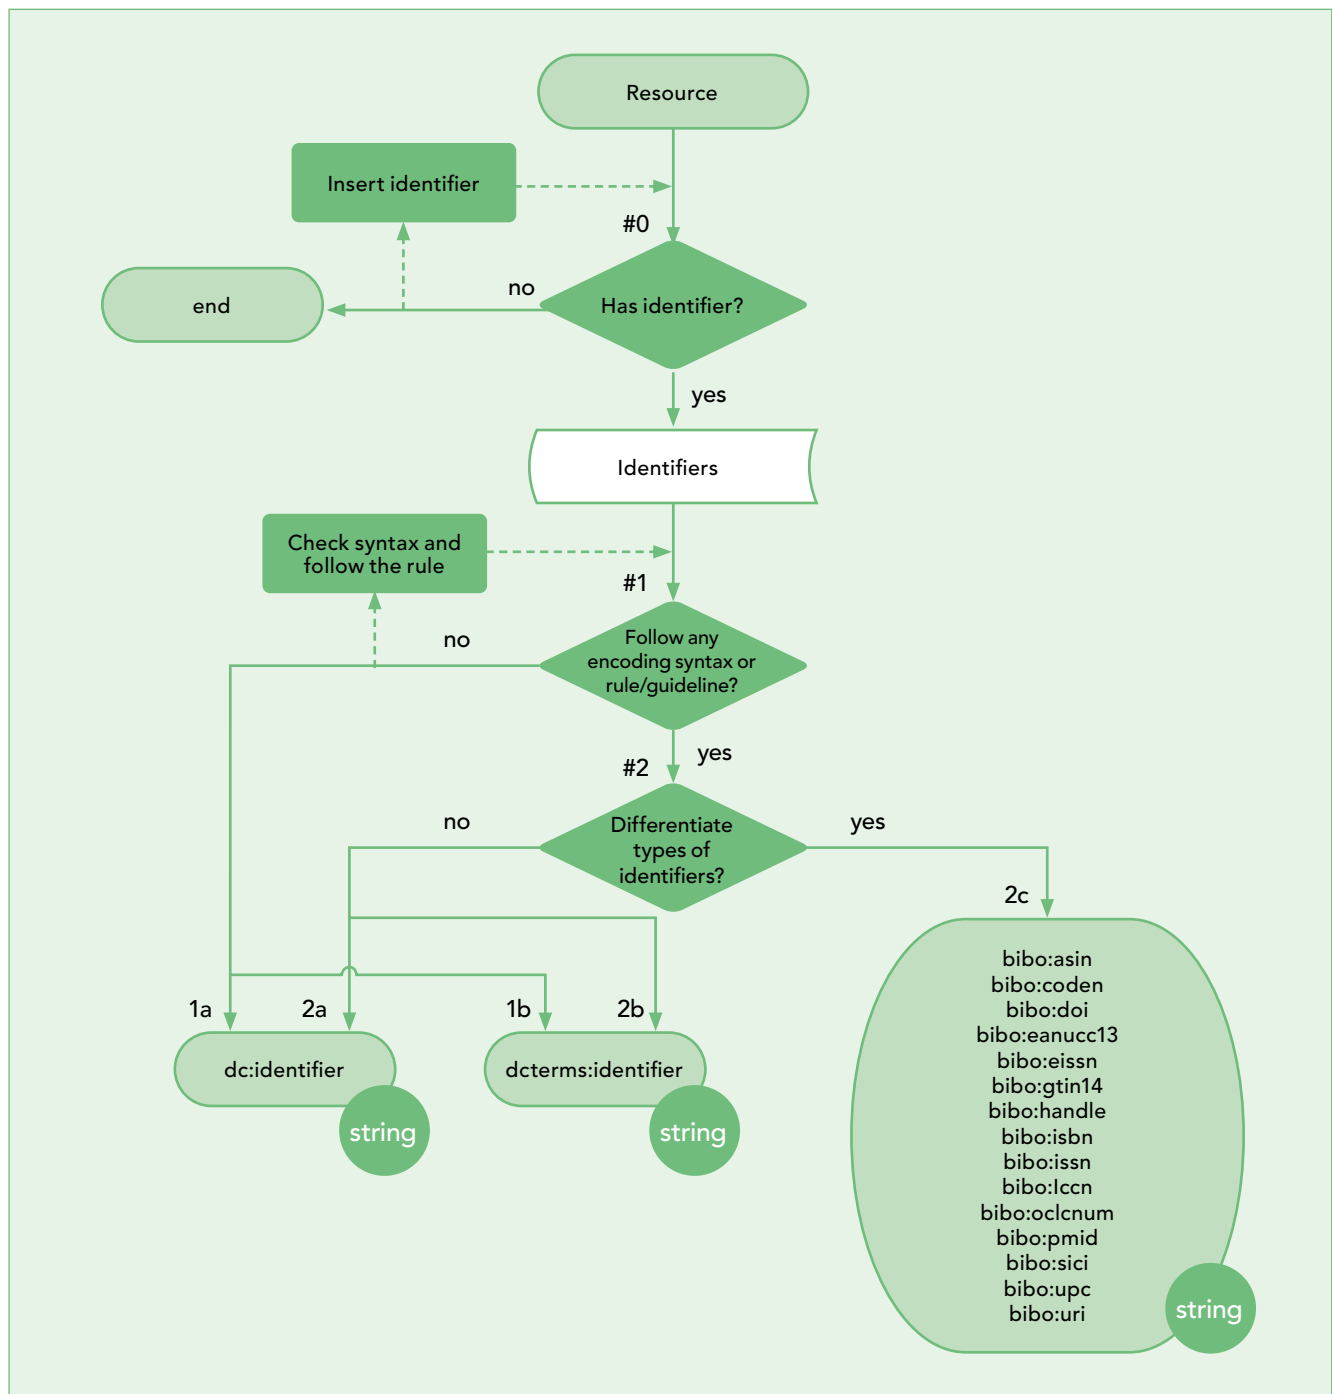 Resource
Insert identifier
#0
no
end
Has identifier?
yes
Identifiers
Check syntax and
follow the rule
#1
no
Follow any
encoding syntax or
rule/guideline?
yes
#2
no
Differentiate
types of
identifiers?
yes
2c
1a
2a
1b
2b
dc:identifier
string
dcterms:identifier
string
bibo:asin
bibo:coden
bibo:doi
bibo:eanucc13
bibo:eissn
bibo:gtin14
bibo:handle
bibo:isbn
bibo:issn
bibo:Iccn
bibo:oclcnum
bibo:pmid
bibo:sici
bibo:upc
bibo:uri
string